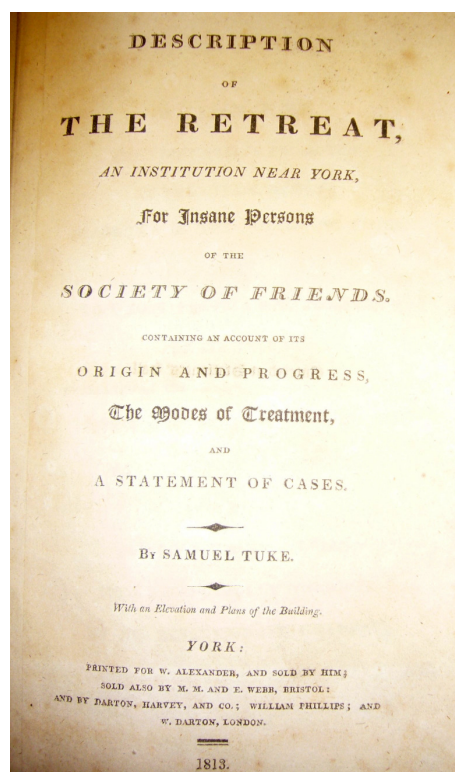 DESCRIPTION
OF
THE RETREAT,
AN INSTITUTION NEAR YORK,
For Insane Persons
OF THE
SOCIETY OF FRIENDS.
CONTAINING AN ACCOUNT OF ITS
ORIGIN AND PROGRESS,
The Modes of Treatment,
AND
A STATEMENT OF CASES.
By SAMUEL TUKE.
With an Elevation and Plans of the Building.
YORK:
PRINTED FOR W. ALEXANDER, AND SOLD BY HIM;
SOLD ALSO BY M. M. AND E. WEBB, BRISTOL:
AND BY DARTON, HARVEY, AND CO.; WILLIAM PHILLIPS; AND
W. DARTON, LONDON.
1813.